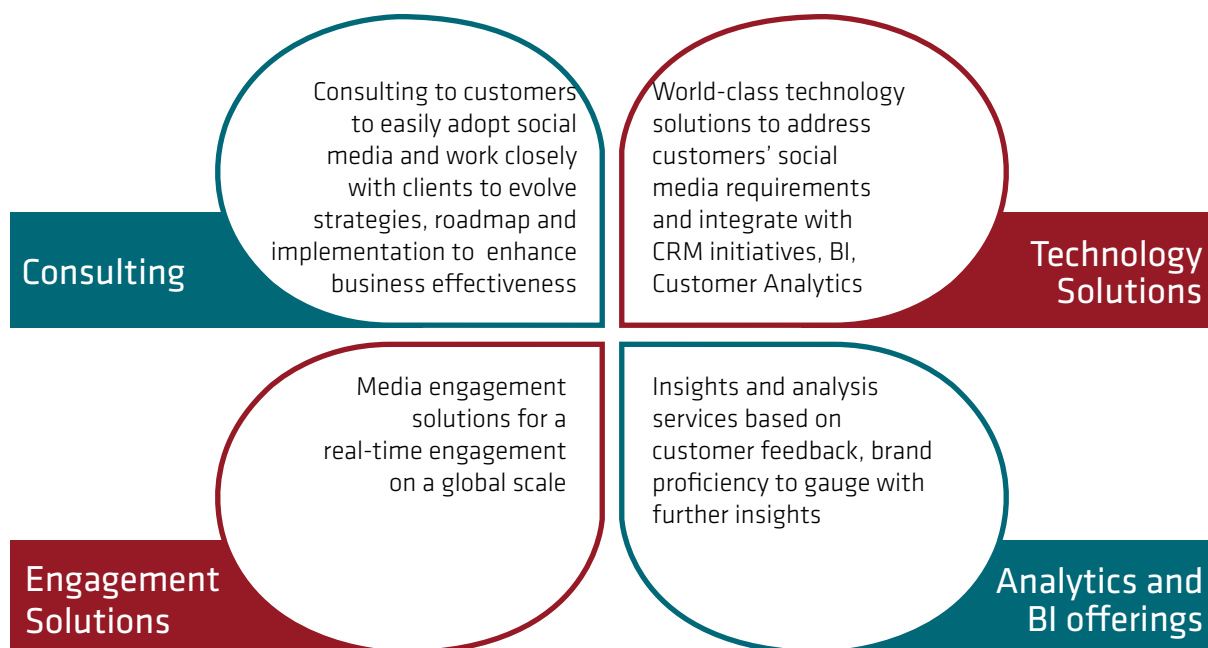 Consulting to customers
to easily adopt social
media and work closely
with clients to evolve
strategies, roadmap and
implementation to enhance
business effectiveness
Consulting
World-class technology
solutions to address
customers’ social
media requirements
and integrate with
CRM initiatives, BI,
Customer Analytics
Technology
Solutions
Media engagement
solutions for a
real-time engagement
on a global scale
Engagement
Solutions
Insights and analysis
services based on
customer feedback, brand
proficiency to gauge with
further insights
Analytics and
BI offerings